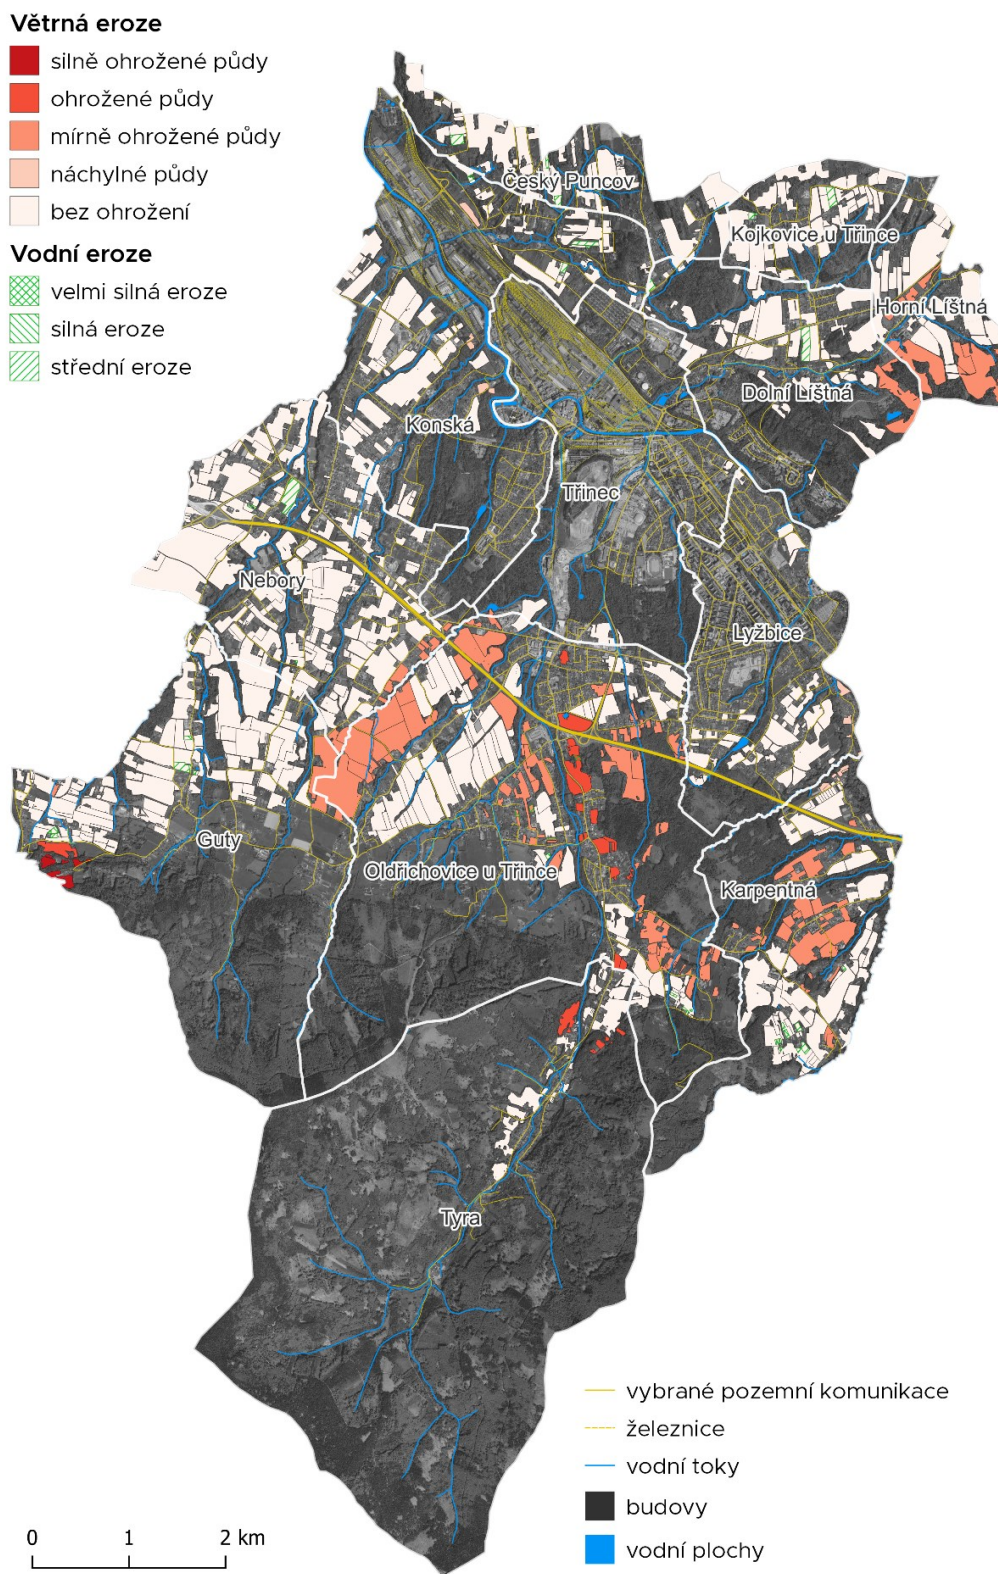 Větrná eroze
silně ohrožené půdy
ohrožené půdy
mírně ohrožené půdy
náchylné půdy
bez ohrožení
Vodní eroze
velmi silná eroze
silná eroze
střední eroze
Český Puncov
Kojkovice u Třince
Horní Líštná
Dolní Líštná
Konská
Třinec
Nebory
Lyžbice
Guty
Oldřichovice u Třince
Karpentná
Tyra
vybrané pozemní komunikace
železnice
vodní toky
budovy
vodní plochy
0 1 2 km